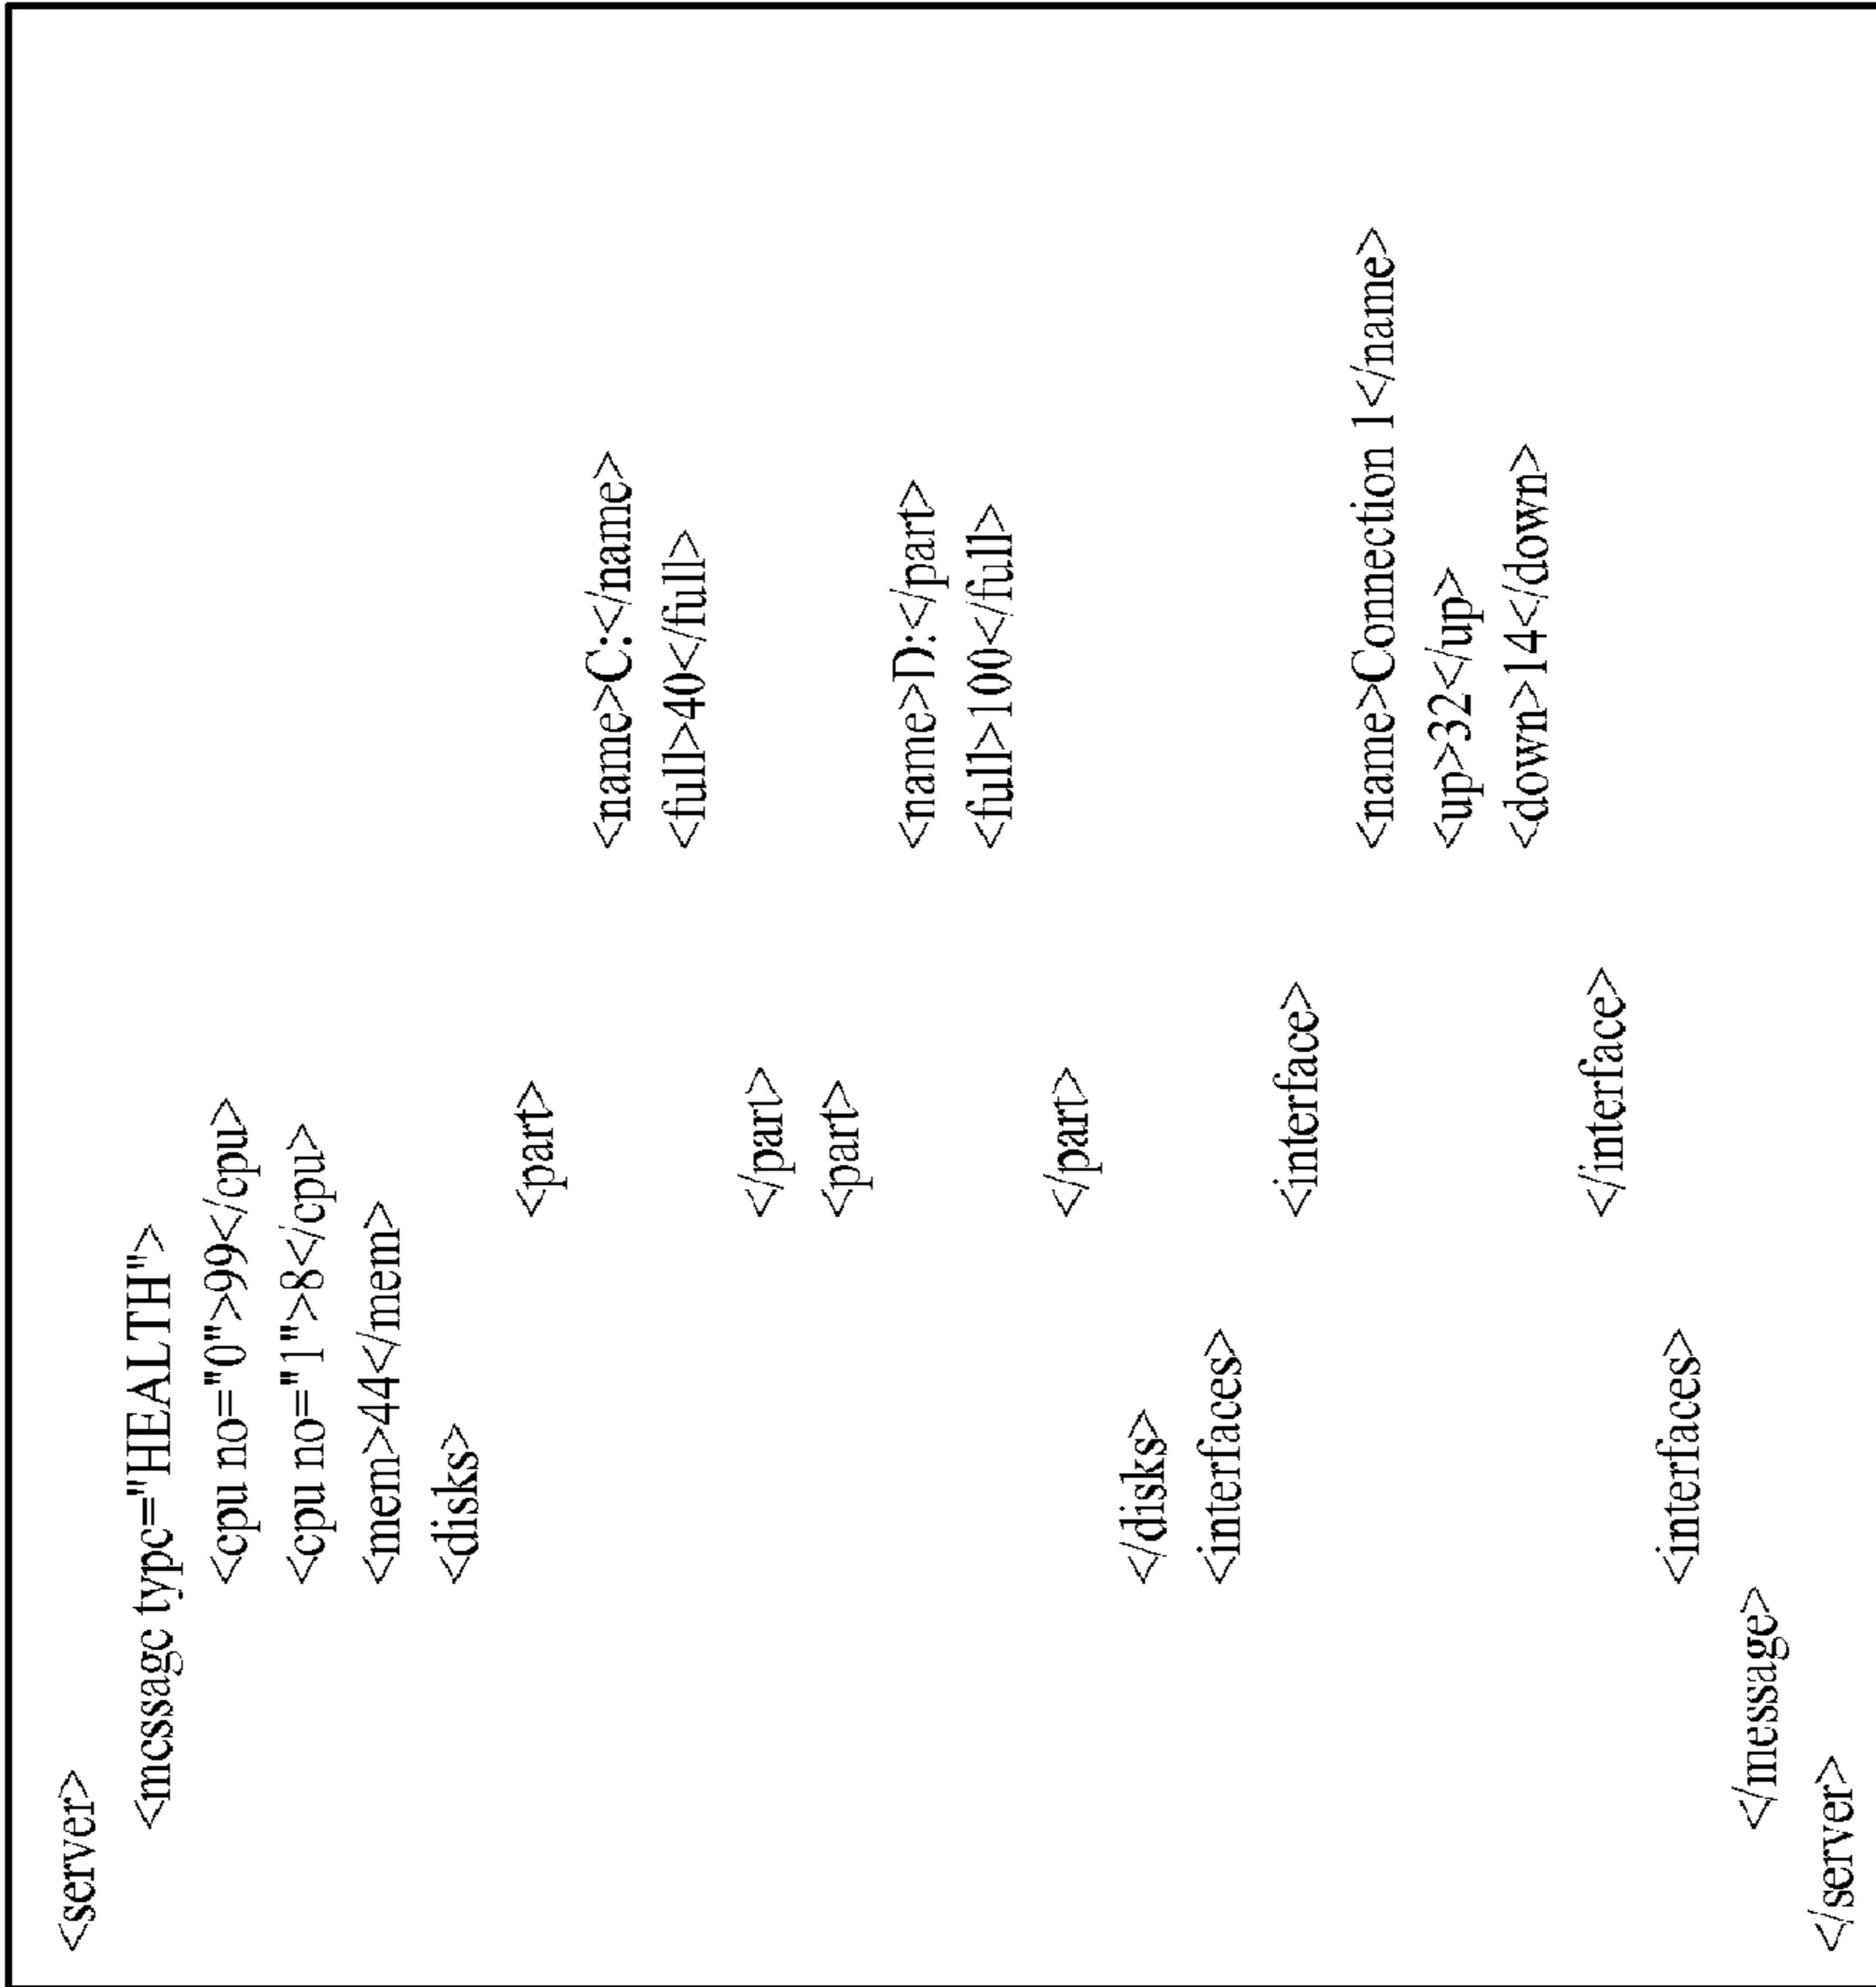 <server>
<message type="HEALTH">
<cpu no="0">99</cpu>
<cpu no="1">8</cpu>
<mem>44</mem>
<disks>
<part>
<name>C:</name>
<full>40</full>
</part>
<part>
<name>D:</part>
<full>100</full>
</part>
</disks>
<interfaces>
<interface>
<name>Connection 1</name>
<up>32</up>
<down>14</down>
</interface>
<interfaces>
</message>
</server>